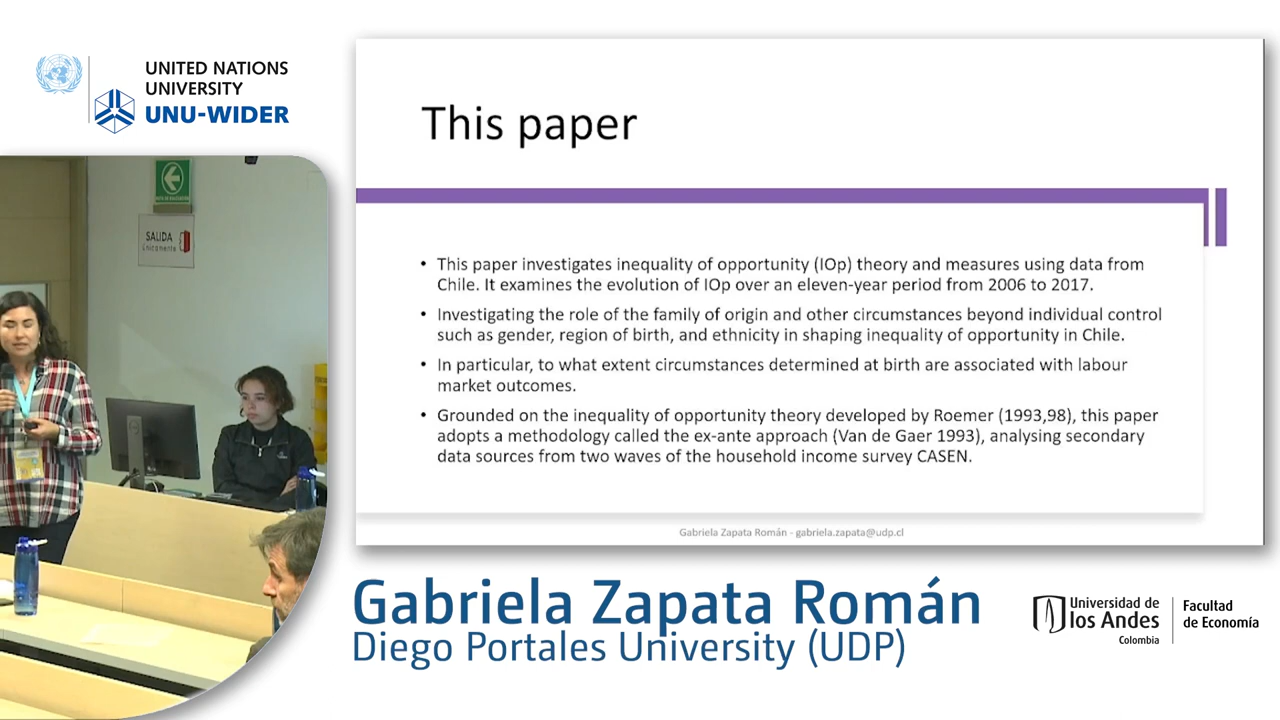 UNITED NATIONS
UNIVERSITY
UNU-WIDER
SALIDA
This paper
• This paper investigates inequality of opportunity (IOp) theory and measures using data from
Chile. It examines the evolution of IOp over an eleven-year period from 2006 to 2017.
• Investigating the role of the family of origin and other circumstances beyond individual control
such as gender, region of birth, and ethnicity in shaping inequality of opportunity in Chile.
• In particular, to what extent circumstances determined at birth are associated with labour
market outcomes.
• Grounded on the inequality of opportunity theory developed by Roemer (1993,98), this paper
adopts a methodology called the ex-ante approach (Van de Gaer 1993), analysing secondary
data sources from two waves of the household income survey CASEN.
Gabriela Zapata Román - gabriela.zapata@udp.cl
Gabriela Zapata Román
Diego Portales University (UDP)
Universidad de
los Andes
Colombia
Facultad
de Economía